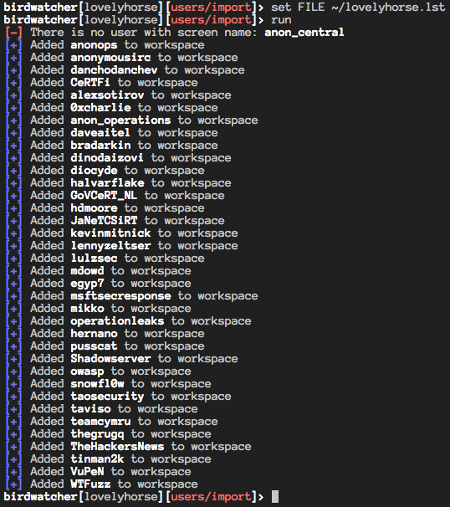 birdwatcher[lovelyhorse][users/import]> set FILE ~/lovelyhorse.lst
birdwatcher[lovelyhorse][users/import]> run
[-] There is no user with screen name: anon_central
[+] Added anonops to workspace
[+] Added anonymousirc to workspace
[+] Added danchodanchev to workspace
[+] Added CeRTFi to workspace
[+] Added alexsotirov to workspace
[+] Added 0xcharlie to workspace
[+] Added anon_operations to workspace
[+] Added daveaitel to workspace
[+] Added bradarkin to workspace
[+] Added dinodaizovi to workspace
[+] Added diocyde to workspace
[+] Added halvarflake to workspace
[+] Added GoVCeRT_NL to workspace
[+] Added hdmoore to workspace
[+] Added JaNeTCSiRT to workspace
[+] Added kevinmitnick to workspace
[+] Added lennyzeltser to workspace
[+] Added lulzsec to workspace
[+] Added mdowd to workspace
[+] Added egyp7 to workspace
[+] Added msftsecresponse to workspace
[+] Added mikko to workspace
[+] Added operationleaks to workspace
[+] Added hernano to workspace
[+] Added pusscat to workspace
[+] Added Shadowserver to workspace
[+] Added owasp to workspace
[+] Added snowfl0w to workspace
[+] Added taosecurity to workspace
[+] Added taviso to workspace
[+] Added teamcymru to workspace
[+] Added thegrugq to workspace
[+] Added TheHackersNews to workspace
[+] Added tinman2k to workspace
[+] Added VuPeN to workspace
[+] Added WTFuzz to workspace
birdwatcher[lovelyhorse][users/import]>